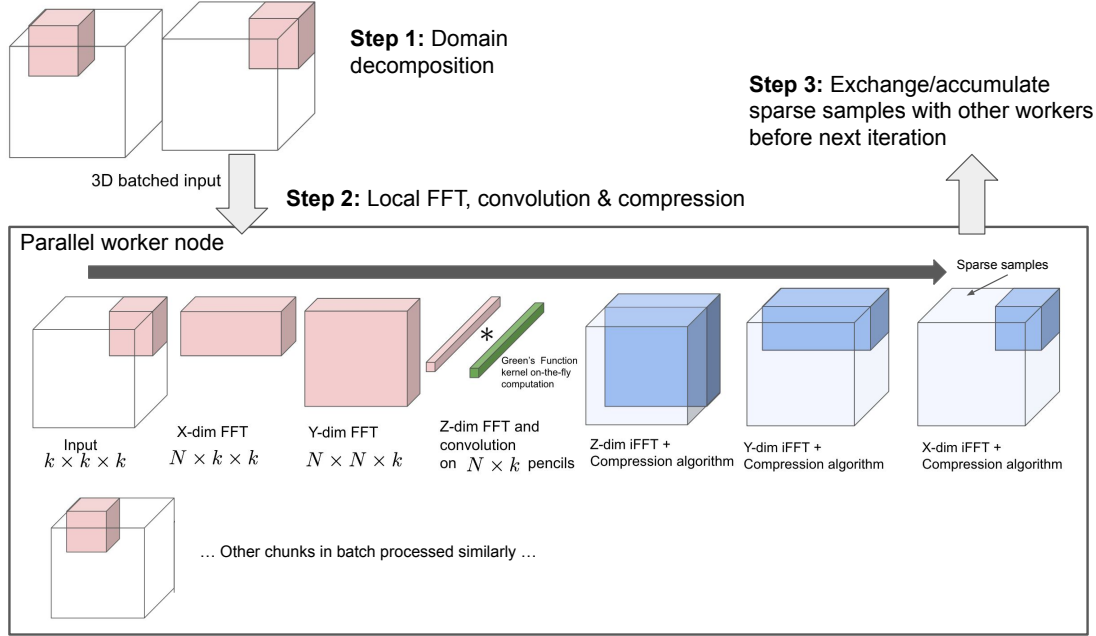 Step 1: Domain
decomposition
Step 3: Exchange/accumulate
sparse samples with other workers
before next iteration
3D batched input
Step 2: Local FFT, convolution & compression
Parallel worker node
Sparse samples
*
Green's Function
kernel on-the-fly
computation
Input
k × k × k
X-dim FFT
N × k × k
Y-dim FFT
N × N × k
Z-dim FFT and
convolution
on N × k pencils
Z-dim iFFT +
Compression algorithm
Y-dim iFFT +
Compression algorithm
X-dim iFFT +
Compression algorithm
... Other chunks in batch processed similarly ...